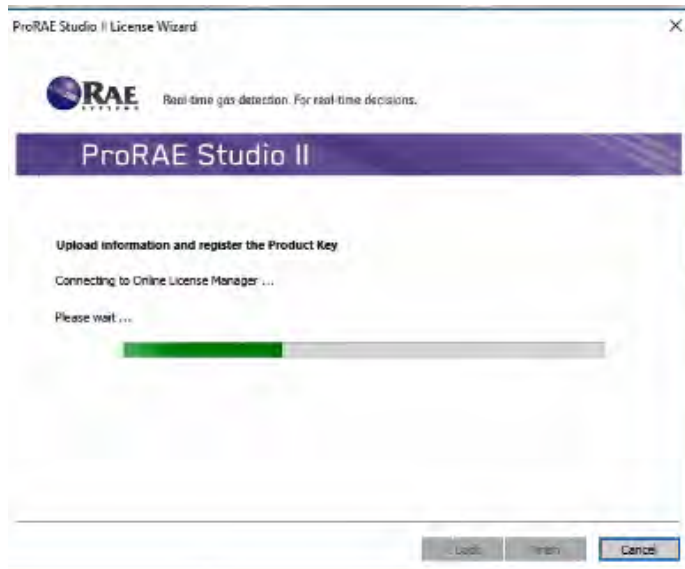 ProRAE Studio II License Wizard
RAE
SYSTEMS
Real-time gas detection. For real-time decisions.
ProRAE Studio II
Upload information and register the Product Key
Connecting to Online License Manager ...
Please wait ...
Cancel